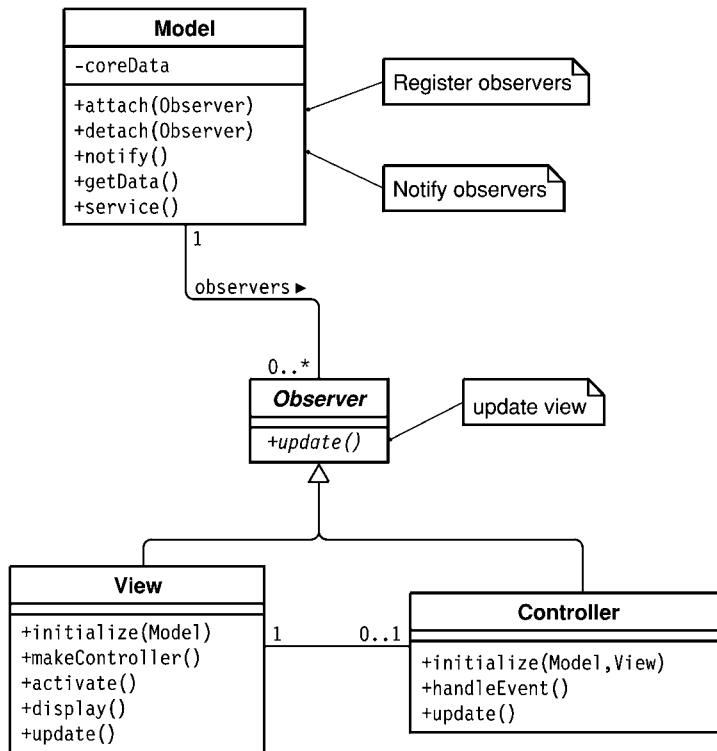 Model
-coreData
+attach(Observer)
+detach(Observer)
+notify()
+getData()
+service()
Register observers
Notify observers
1
observers ►
0..*
Observer
+update()
update view
View
+initialize(Model)
+makeController()
+activate()
+display()
+update()
1
0..1
Controller
+initialize(Model,View)
+handleEvent()
+update()